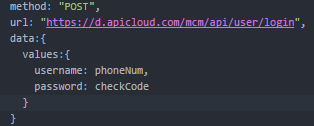 method: "POST",
url: "https://d.apicloud.com/mcm/api/user/login",
data:{
values:{
username: phoneNum,
password: checkCode
}
}